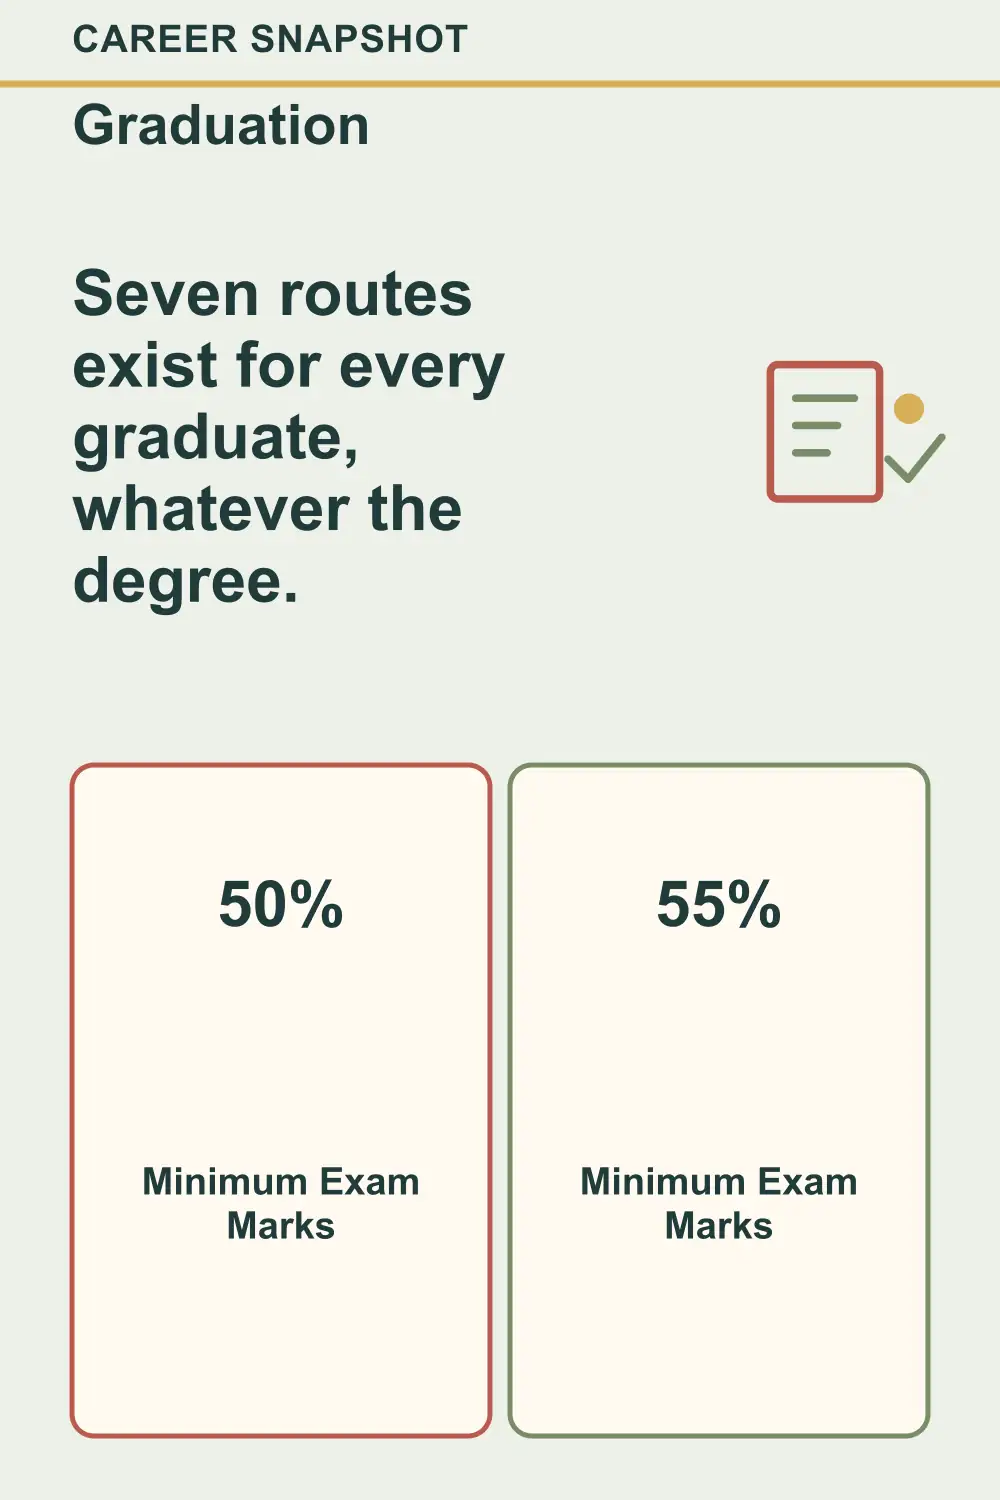 CAREER SNAPSHOT
Graduation
Seven routes
exist for every
graduate,
whatever the
degree.
50%
Minimum Exam
Marks
55%
Minimum Exam
Marks